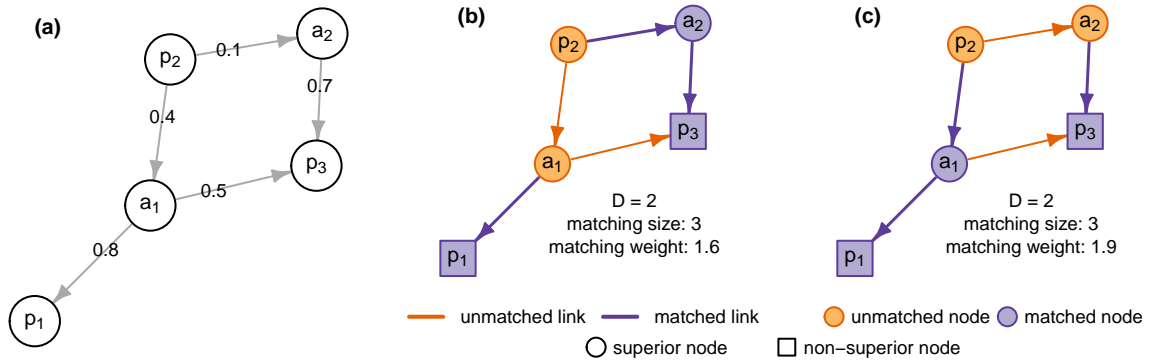 (a)
p2
a2
0.1
0.7
0.4
p3
a1
0.5
0.8
p1
(b)
p2
a2
p3
a1
D = 2
matching size: 3
matching weight: 1.6
p1
(c)
p2
a2
p3
a1
D = 2
matching size: 3
matching weight: 1.9
p1
unmatched link
matched link
unmatched node
matched node
superior node
non−superior node